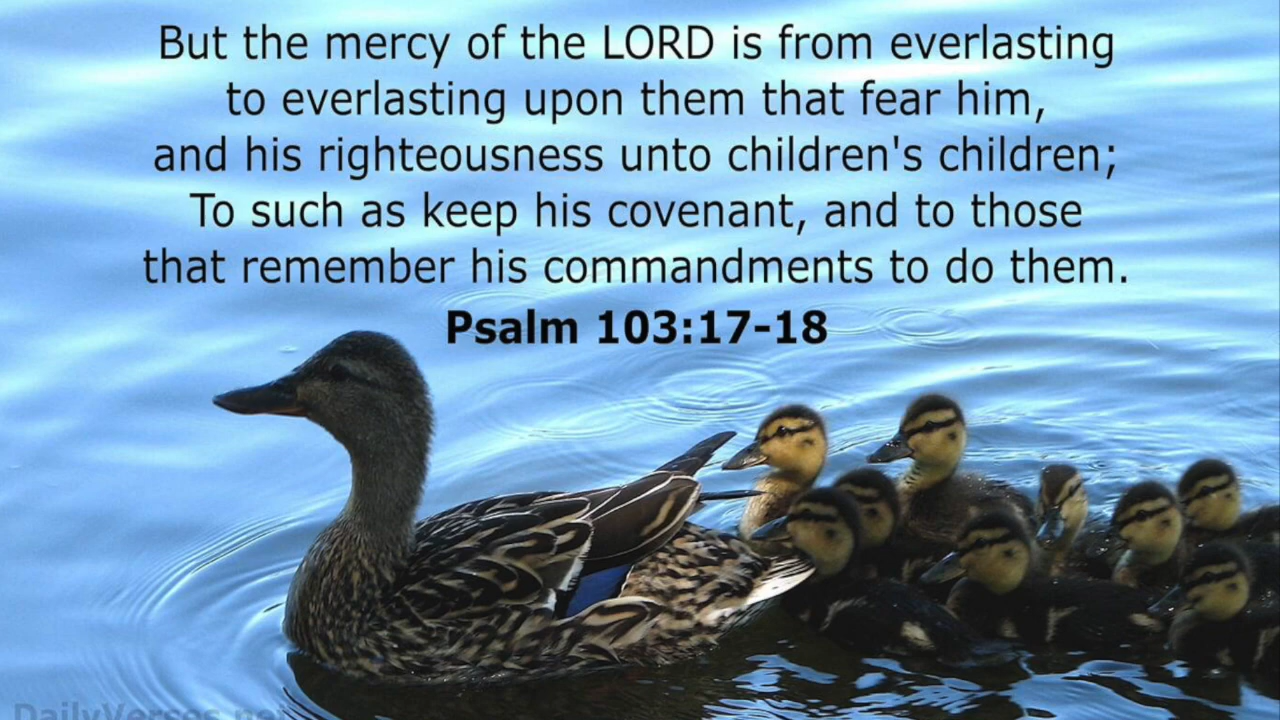 But the mercy of the LORD is from everlasting
to everlasting upon them that fear him,
and his righteousness unto children's children;
To such as keep his covenant, and to those
that remember his commandments to do them.
Psalm 103:17-18
DailyVerses.net